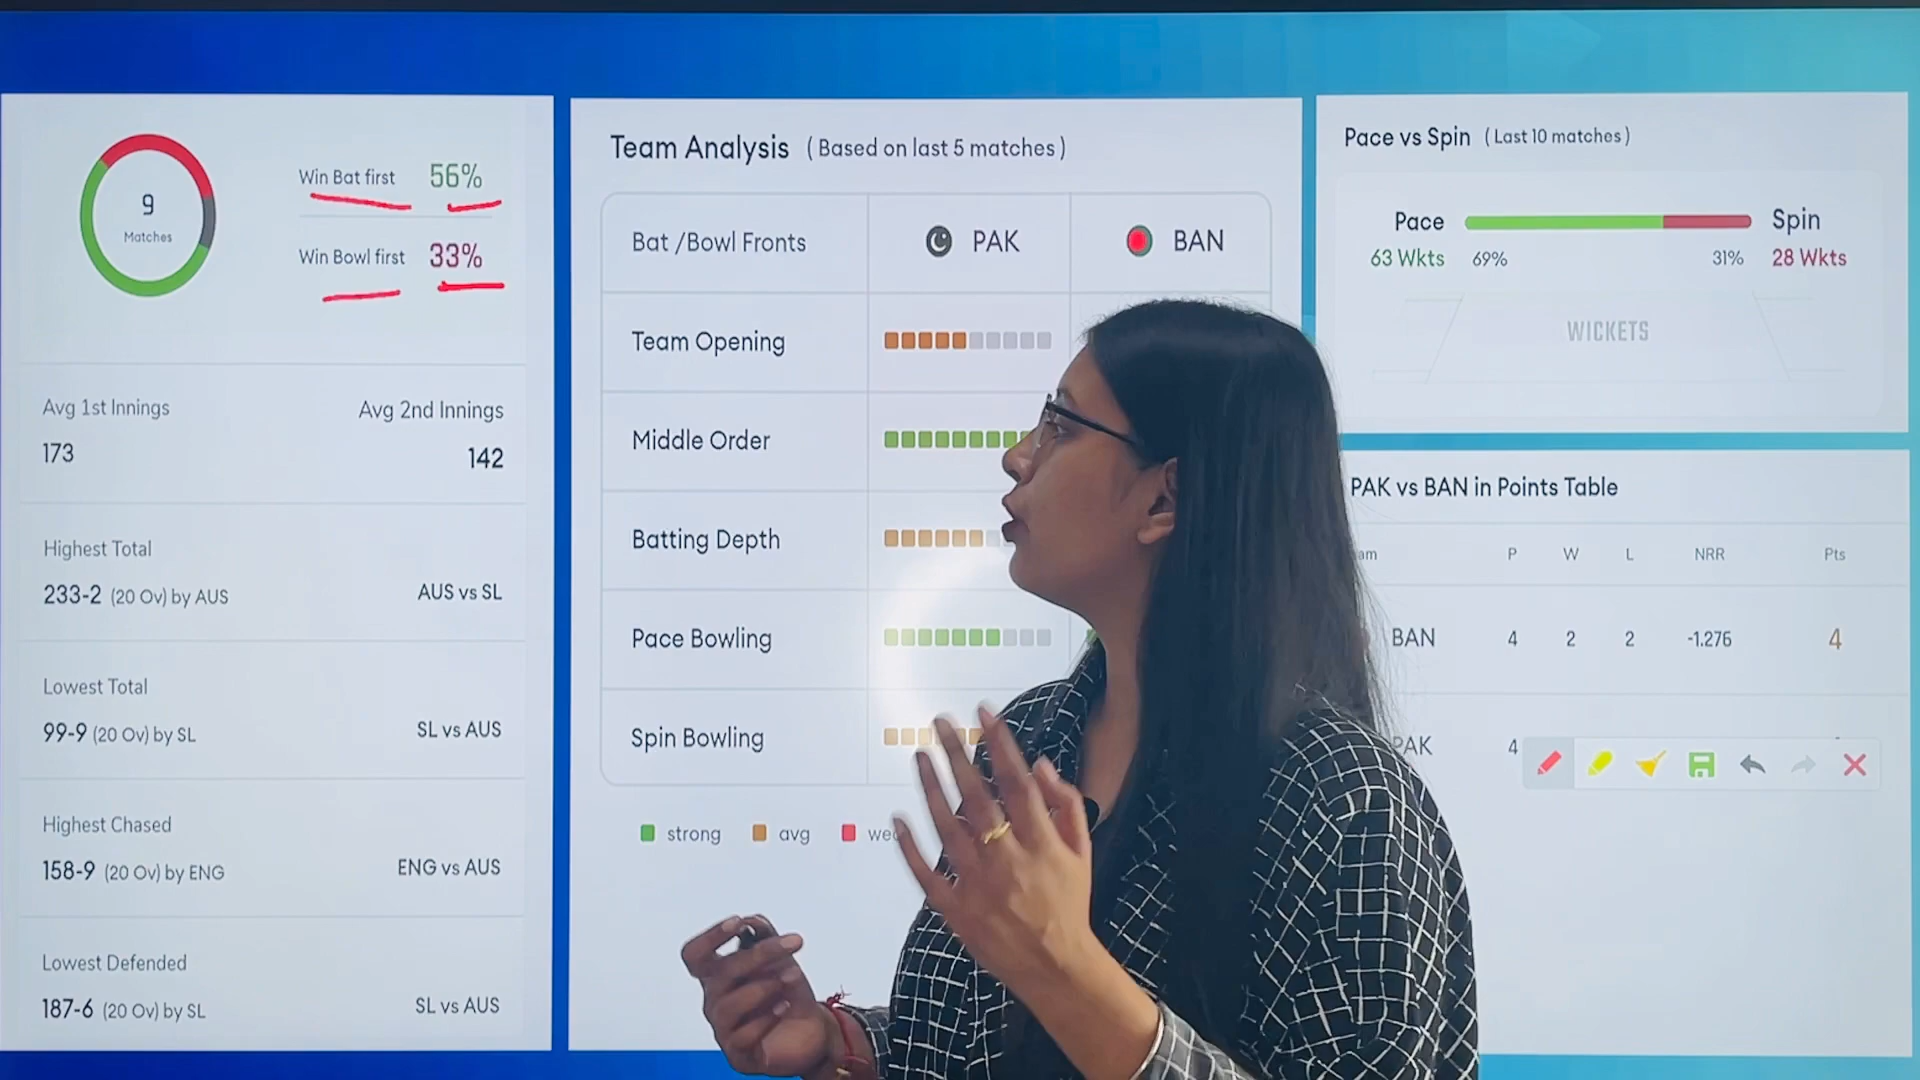 9
Matches
Win Bat first 56%
Win Bowl first 33%
Avg 1st Innings Avg 2nd Innings
173 142
Highest Total
233-2 (20 Ov) by AUS AUS vs SL
Lowest Total
99-9 (20 Ov) by SL SL vs AUS
Highest Chased
158-9 (20 Ov) by ENG ENG vs AUS
Lowest Defended
187-6 (20 Ov) by SL SL vs AUS
Team Analysis ( Based on last 5 matches )
Bat /Bowl Fronts PAK BAN
Team Opening
Middle Order
Batting Depth
Pace Bowling
Spin Bowling
strong avg
Pace vs Spin ( Last 10 matches )
Pace Spin
63 Wkts 69% 31% 28 Wkts
WICKETS
PAK vs BAN in Points Table
P W L NRR Pts
BAN 4 2 2 -1.276 4
PAK 4